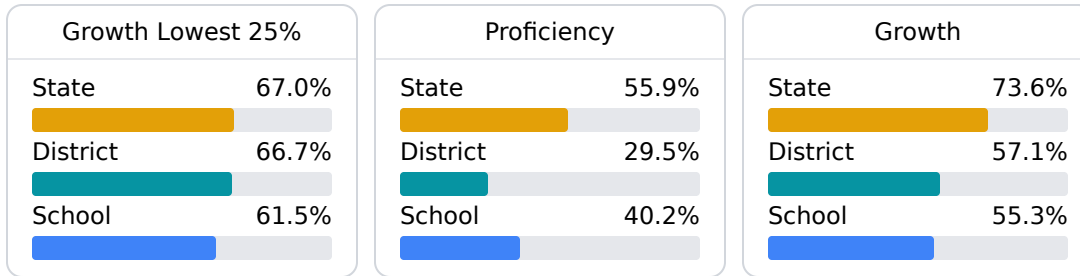 Growth Lowest 25%
State 67.0%
District 66.7%
School 61.5%
Proficiency
State 55.9%
District 29.5%
School 40.2%
Growth
State 73.6%
District 57.1%
School 55.3%